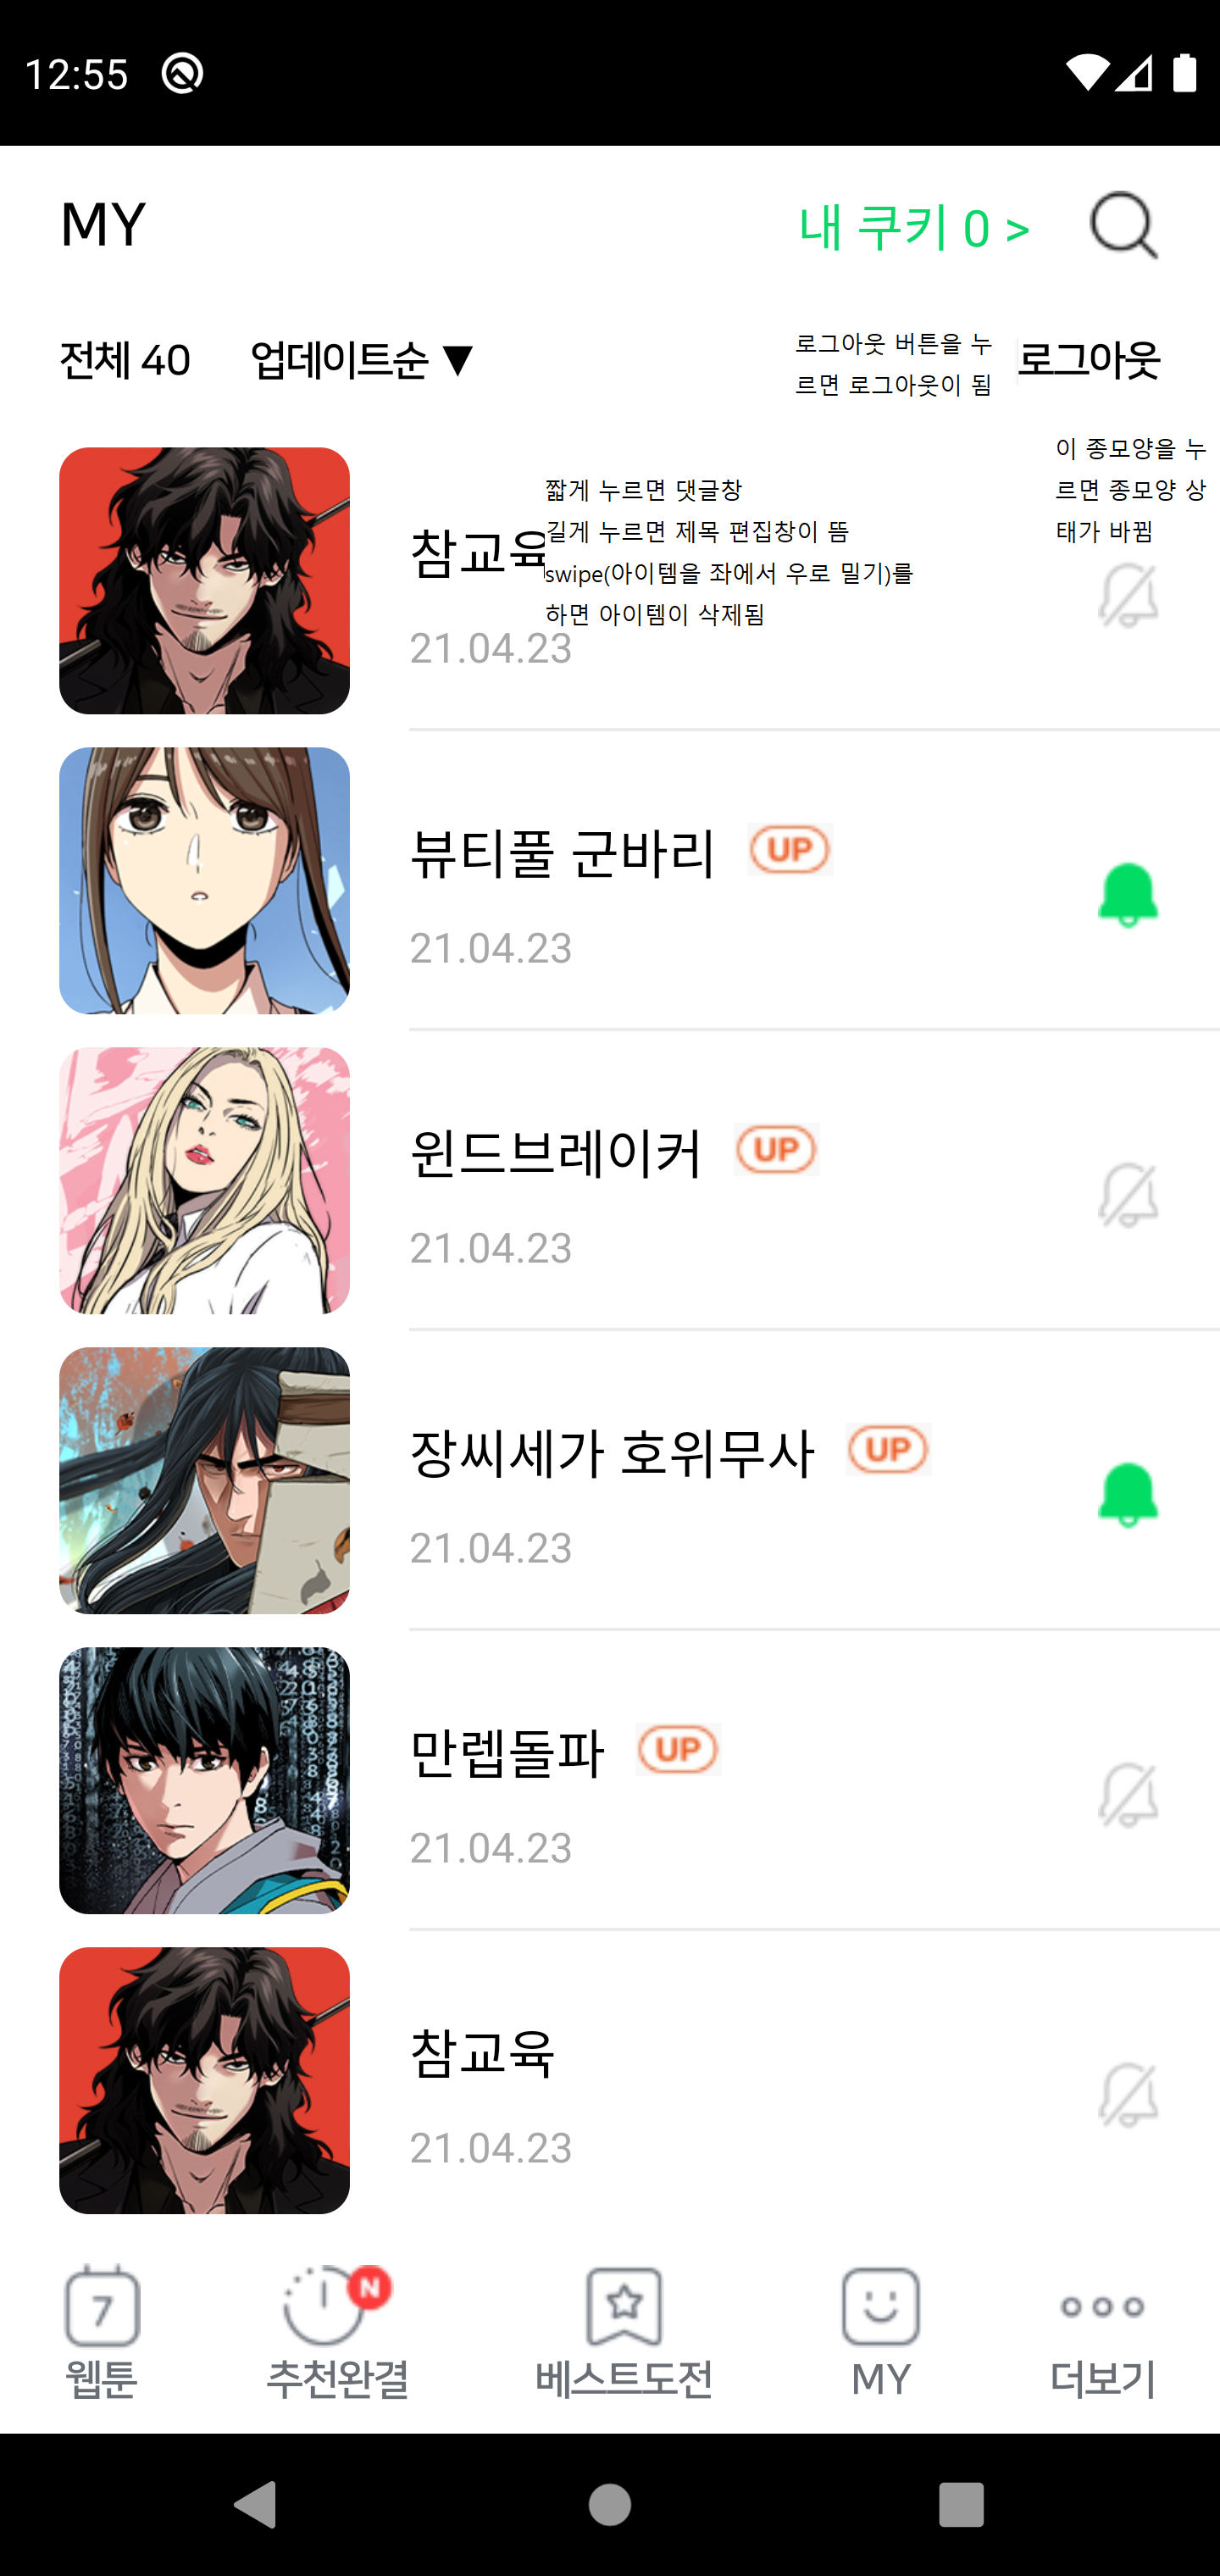 12:55
MY
내 쿠키 0 >
전체 40
업데이트순 ▼
로그아웃 버튼을 누
르면 로그아웃이 됨
로그아웃
이 종모양을 누
르면 종모양 상
태가 바뀜
짧게 누르면 댓글창
길게 누르면 제목 편집창이 뜸
swipe(아이템을 좌에서 우로 밀기)를
하면 아이템이 삭제됨
참교육
21.04.23
뷰티풀 군바리 UP
21.04.23
윈드브레이커 UP
21.04.23
장씨세가 호위무사 UP
21.04.23
만렙돌파 UP
21.04.23
참교육
21.04.23
7
N
웹툰
추천완결
베스트도전
MY
더보기